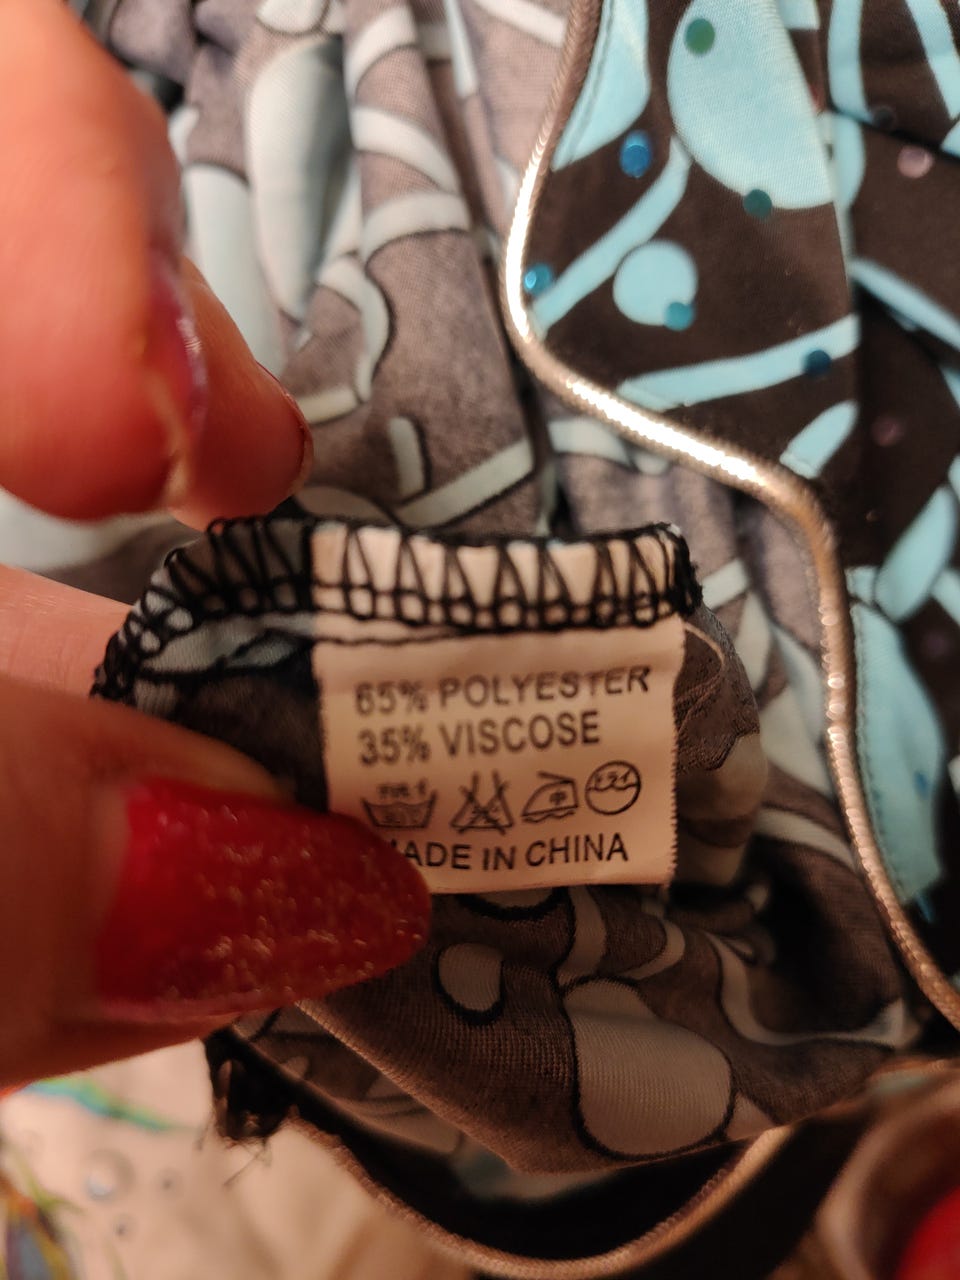 65% POLYESTER
35% VISCOSE
MADE IN CHINA